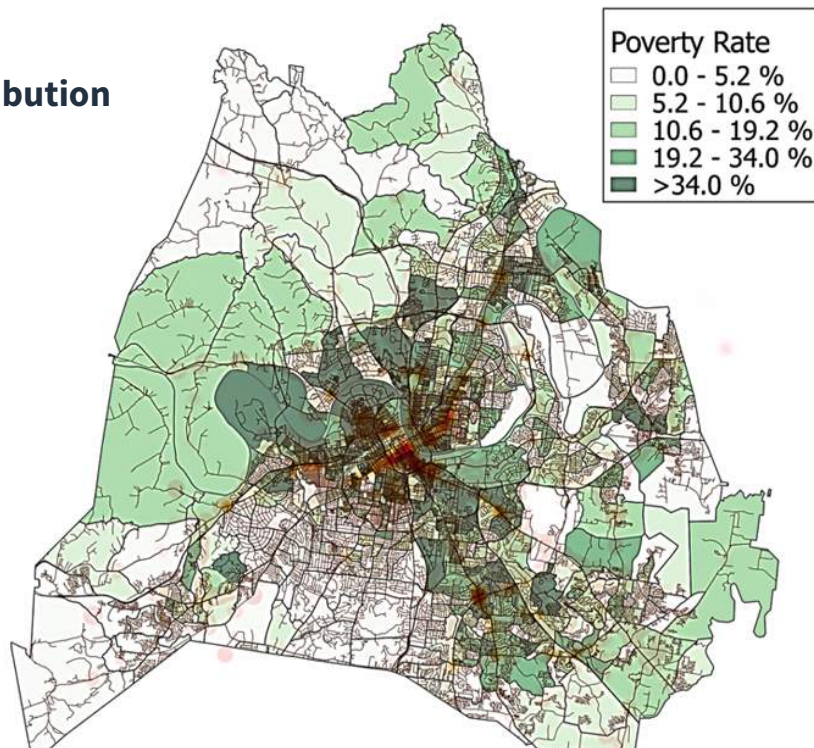 bution
Poverty Rate
0.0 - 5.2 %
5.2 - 10.6 %
10.6 - 19.2 %
19.2 - 34.0 %
>34.0 %